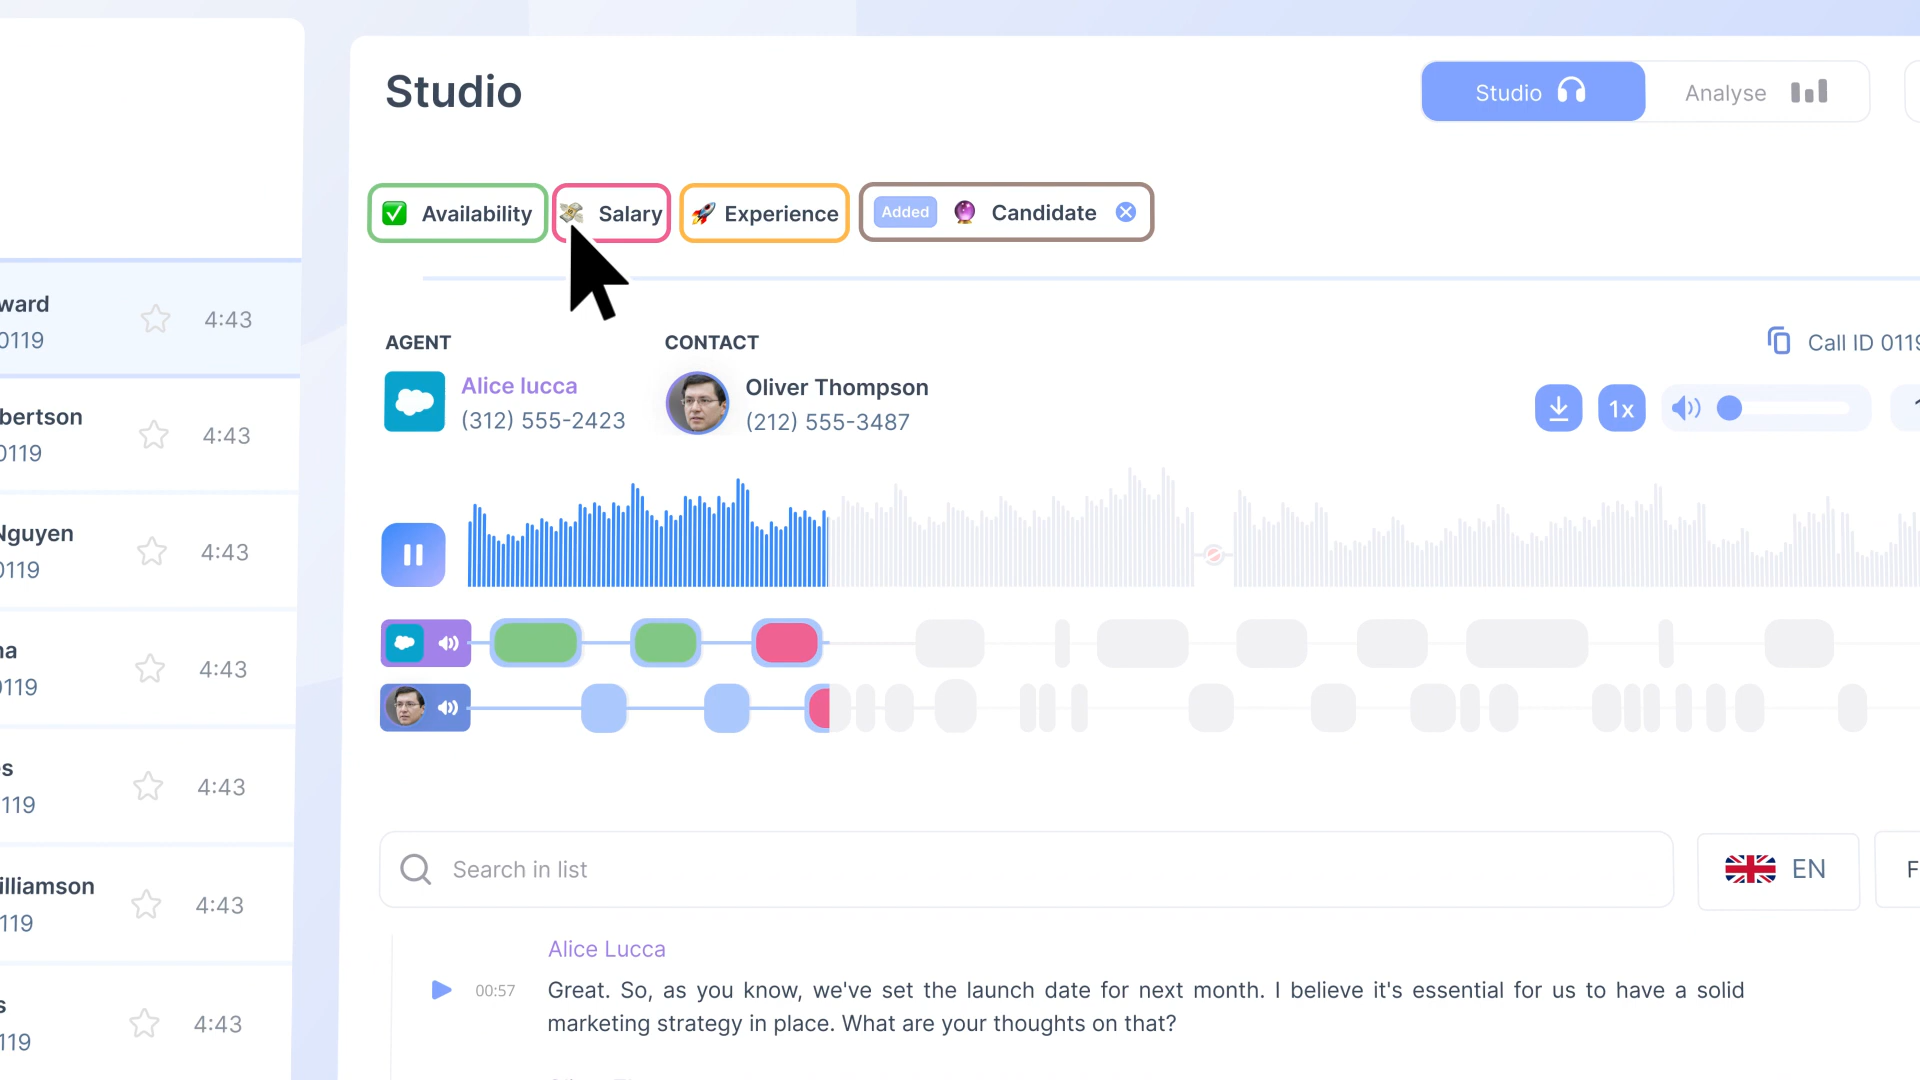 Studio
Studio
Analyse
Availability
Salary
Experience
Added
Candidate
ward
0119
4:43
bertson
0119
4:43
Nguyen
0119
4:43
na
0119
4:43
s
119
4:43
illiamson
119
4:43
s
119
4:43
AGENT
Alice lucca
(312) 555-2423
CONTACT
Oliver Thompson
(212) 555-3487
Call ID 0119
1x
Search in list
EN
F
Alice Lucca
00:57
Great. So, as you know, we've set the launch date for next month. I believe it's essential for us to have a solid
marketing strategy in place. What are your thoughts on that?